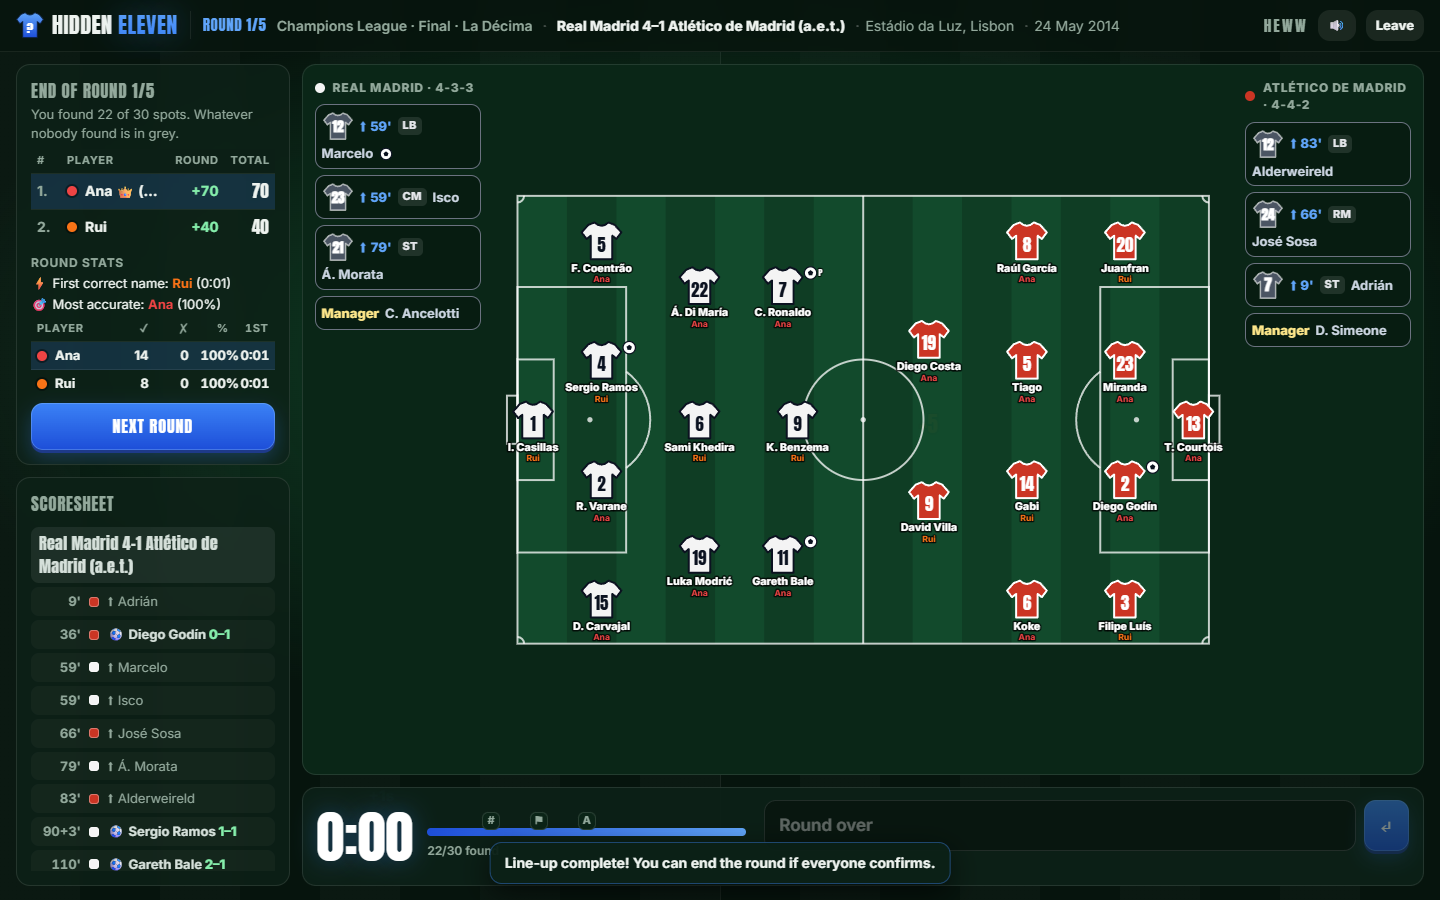 HIDDEN ELEVEN
ROUND 1/5 Champions League · Final · La Décima · Real Madrid 4–1 Atlético de Madrid (a.e.t.) · Estádio da Luz, Lisbon · 24 May 2014
HEWW
Leave
END OF ROUND 1/5
You found 22 of 30 spots. Whatever
nobody found is in grey.
# PLAYER ROUND TOTAL
1. Ana (... +70 70
2. Rui +40 40
ROUND STATS
First correct name: Rui (0:01)
Most accurate: Ana (100%)
PLAYER ✓ ✗ % 1ST
Ana 14 0 100% 0:01
Rui 8 0 100% 0:01
NEXT ROUND
SCORESHEET
Real Madrid 4-1 Atlético de
Madrid (a.e.t.)
9' ↑ Adrián
36' Diego Godín 0–1
59' ↑ Marcelo
59' ↑ Isco
66' ↑ José Sosa
79' ↑ Á. Morata
83' ↑ Alderweireld
90+3' Sergio Ramos 1–1
110' Gareth Bale 2–1
REAL MADRID · 4-3-3
12 ↑ 59' LB
Marcelo
23 ↑ 59' CM Isco
21 ↑ 79' ST
Á. Morata
Manager C. Ancelotti
5
F. Coentrão
Ana
22
Á. Di María
Ana
7 P
C. Ronaldo
Ana
4
Sergio Ramos
Rui
1
I. Casillas
Rui
6
Sami Khedira
Rui
9
K. Benzema
Rui
2
R. Varane
Ana
19
Luka Modrić
Ana
11
Gareth Bale
Ana
15
D. Carvajal
Ana
8
Raúl García
Ana
20
Juanfran
Rui
19
Diego Costa
Ana
5
Tiago
Ana
23
Miranda
Ana
13
T. Courtois
Ana
14
Gabi
Rui
2
Diego Godín
Ana
9
David Villa
Rui
6
Koke
Ana
3
Filipe Luís
Rui
ATLÉTICO DE MADRID
· 4-4-2
12 ↑ 83' LB
Alderweireld
24 ↑ 66' RM
José Sosa
7 ↑ 9' ST Adrián
Manager D. Simeone
0:00
# A
22/30 foun
Round over
Line-up complete! You can end the round if everyone confirms.